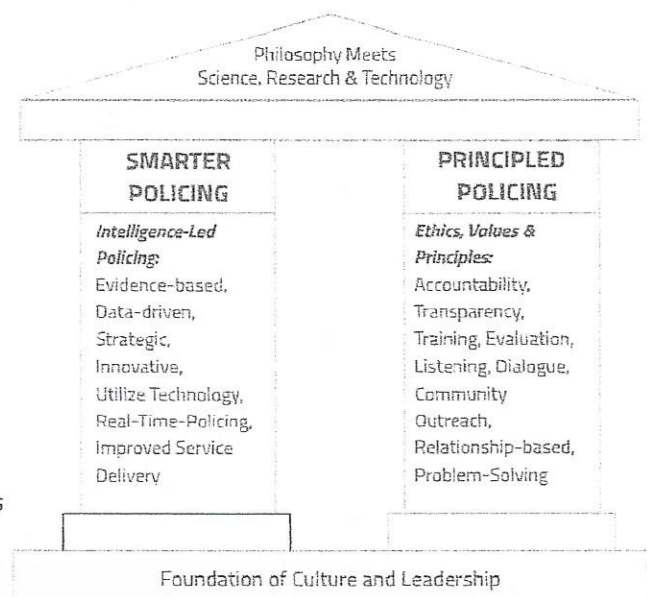 Philosophy Meets
Science, Research & Technology
SMARTER
POLICING
Intelligence-Led
Policing:
Evidence-based,
Data-driven,
Strategic,
Innovative,
Utilize Technology,
Real-Time-Policing,
Improved Service
Delivery
PRINCIPLED
POLICING
Ethics, Values &
Principles:
Accountability,
Transparency,
Training, Evaluation,
Listening, Dialogue,
Community
Outreach,
Relationship-based,
Problem-Solving
Foundation of Culture and Leadership